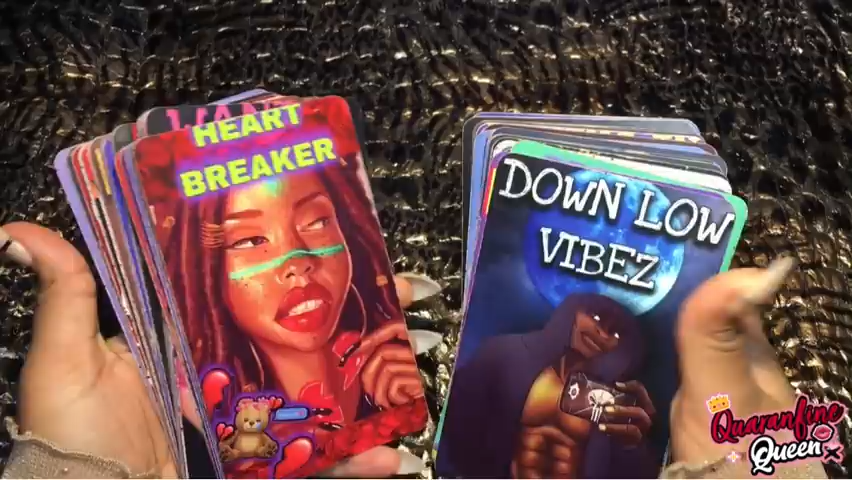 HEART
BREAKER
DOWN LOW
VIBEZ
Quaranfine
Queen